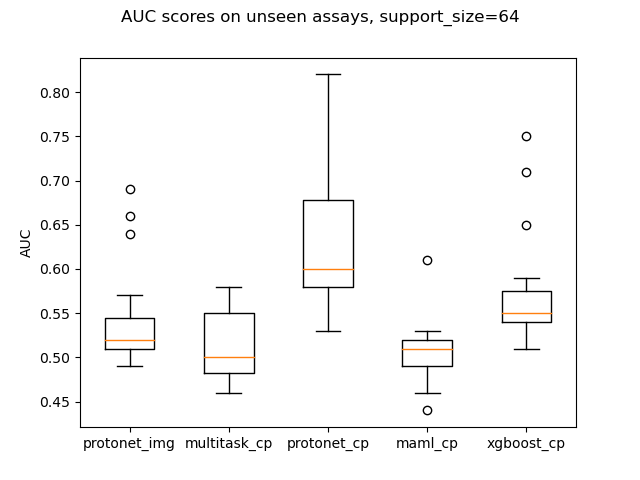 AUC scores on unseen assays, support_size=64
AUC
0.80
0.75
0.70
0.65
0.60
0.55
0.50
0.45
protonet_img multitask_cp protonet_cp maml_cp xgboost_cp